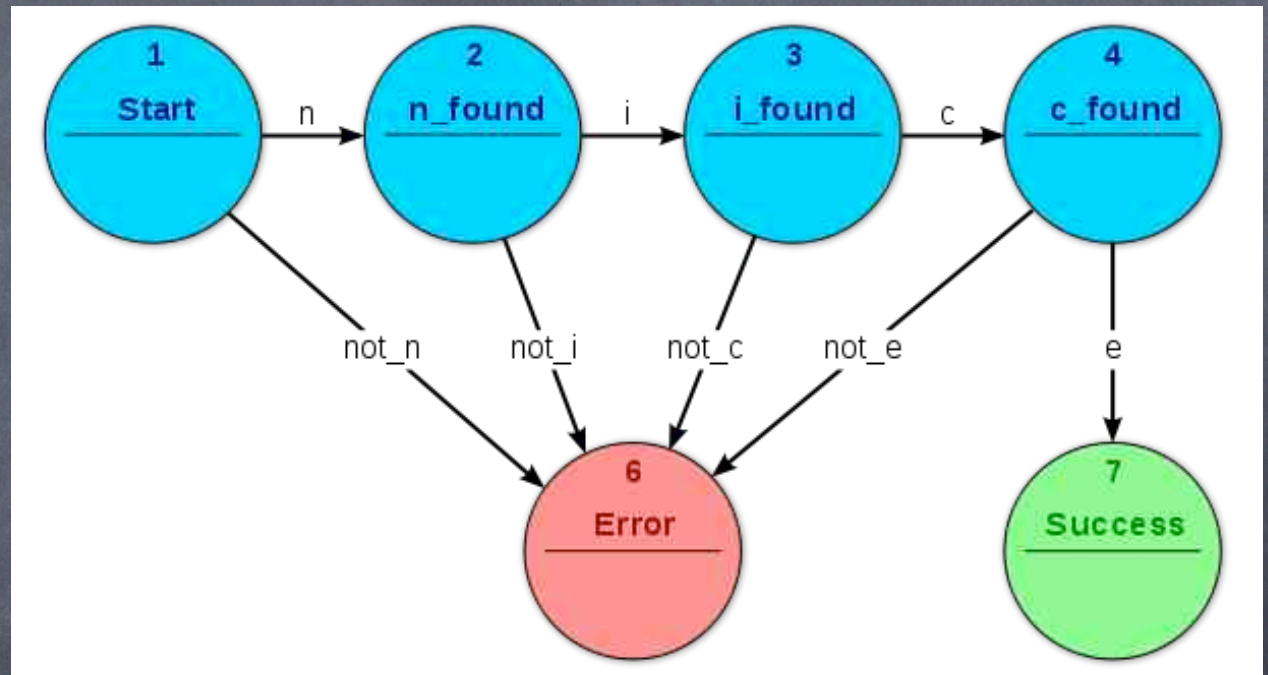 1
Start
n
2
n_found
i
3
i_found
c
4
c_found
not_n
not_i
not_c
not_e
e
6
Error
7
Success